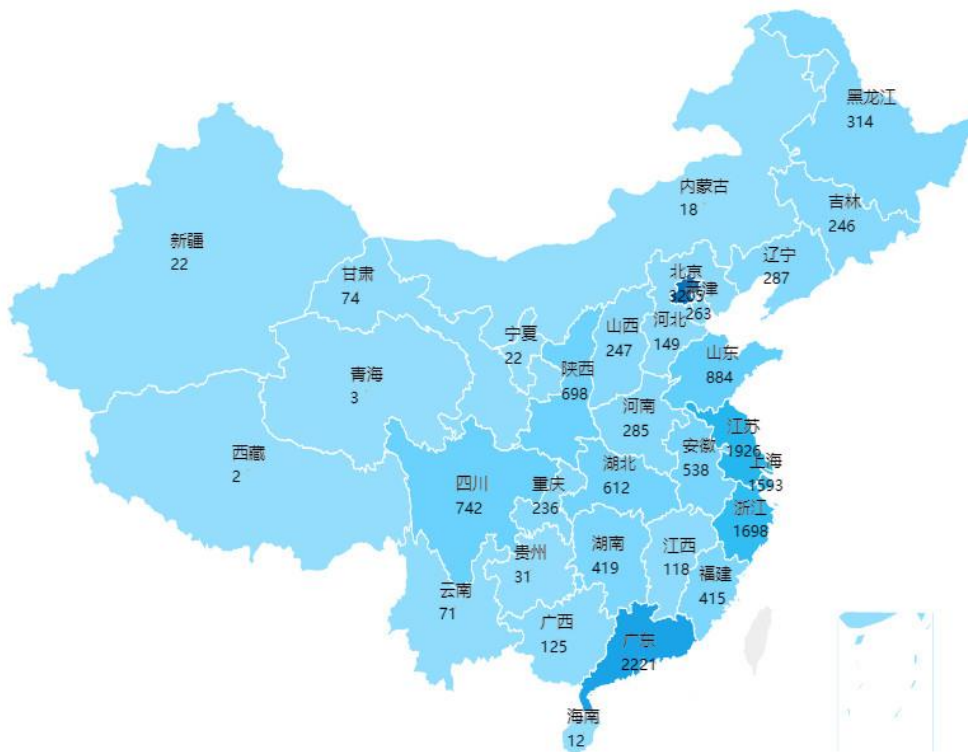 黑龙江
314
内蒙古
18
吉林
246
新疆
22
辽宁
287
甘肃
74
北京
3209
天津
263
山西
247
河北
149
宁夏
22
山东
884
陕西
698
青海
3
河南
285
江苏
1926
安徽
538
上海
1593
西藏
2
湖北
612
四川
742
重庆
236
浙江
1698
湖南
419
江西
118
贵州
31
福建
415
云南
71
广西
125
广东
2221
海南
12